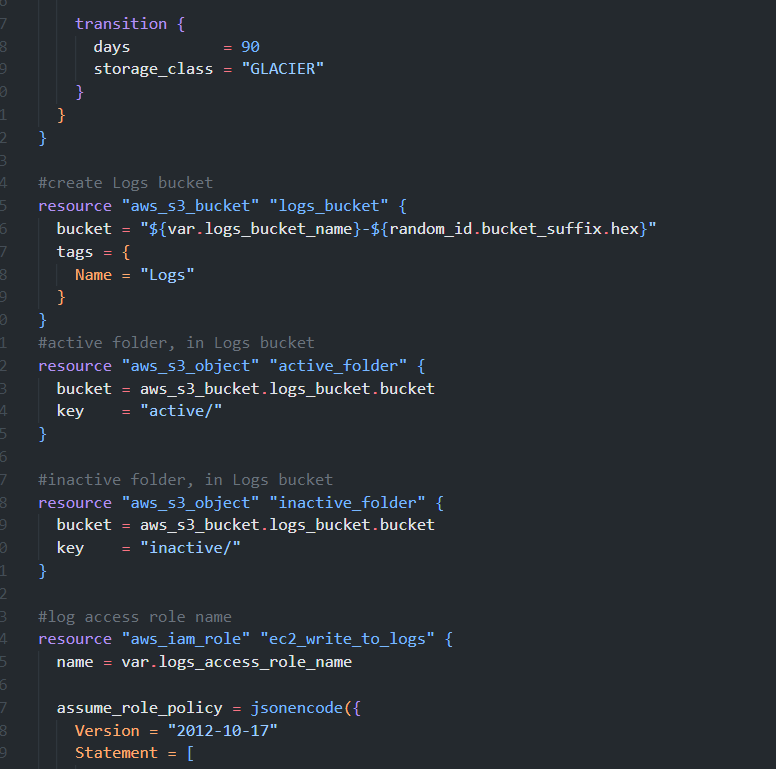 7 transition {
8 days = 90
9 storage_class = "GLACIER"
0 }
1 }
2 }
3
4 #create Logs bucket
5 resource "aws_s3_bucket" "logs_bucket" {
6 bucket = "${var.logs_bucket_name}-${random_id.bucket_suffix.hex}"
7 tags = {
8 Name = "Logs"
9 }
0 }
1 #active folder, in Logs bucket
2 resource "aws_s3_object" "active_folder" {
3 bucket = aws_s3_bucket.logs_bucket.bucket
4 key = "active/"
5 }
6
7 #inactive folder, in Logs bucket
8 resource "aws_s3_object" "inactive_folder" {
9 bucket = aws_s3_bucket.logs_bucket.bucket
0 key = "inactive/"
1 }
2
3 #log access role name
4 resource "aws_iam_role" "ec2_write_to_logs" {
5 name = var.logs_access_role_name
6
7 assume_role_policy = jsonencode({
8 Version = "2012-10-17"
9 Statement = [